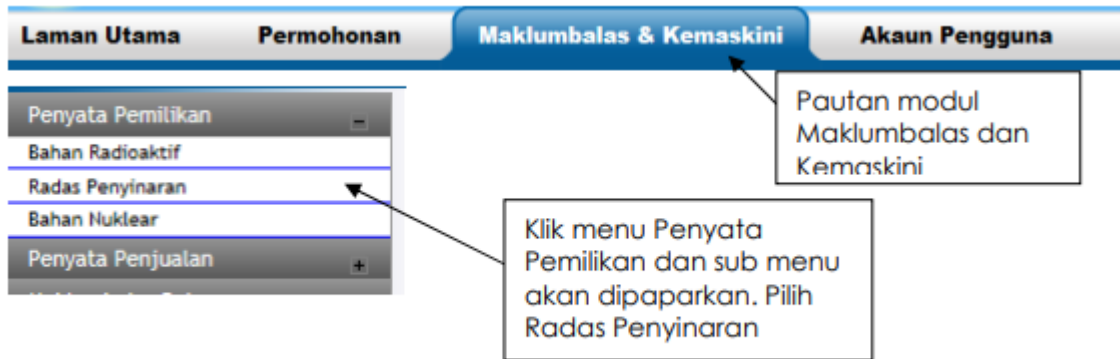 Laman Utama Permohonan Maklumbalas & Kemaskini Akaun Pengguna
Pautan modul
Maklumbalas dan
Kemaskini
Penyata Pemilikan
Bahan Radioaktif
Radas Penyinaran
Bahan Nuklear
Penyata Penjualan
Klik menu Penyata
Pemilikan dan sub menu
akan dipaparkan. Pilih
Radas Penyinaran